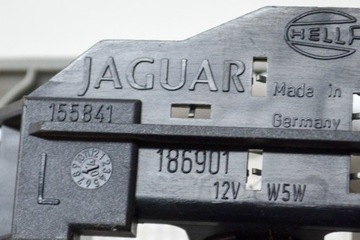 HELLA
JAGUAR
Made in
Germany
155841
L
186901
12V W5W